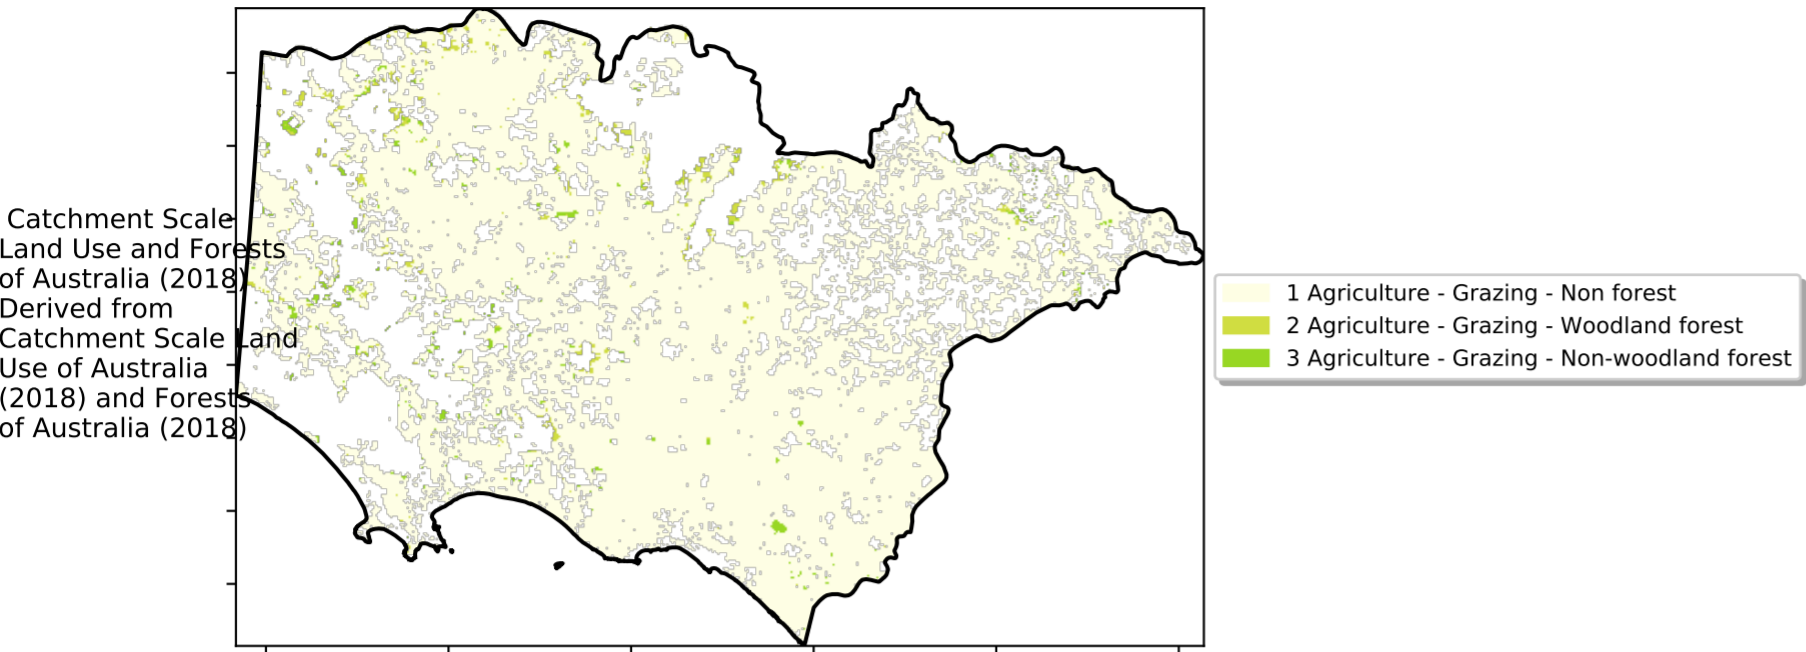 Catchment Scale
Land Use and Forests
of Australia (2018)
Derived from
Catchment Scale Land
Use of Australia
(2018) and Forests
of Australia (2018)
1 Agriculture - Grazing - Non forest
2 Agriculture - Grazing - Woodland forest
3 Agriculture - Grazing - Non-woodland forest